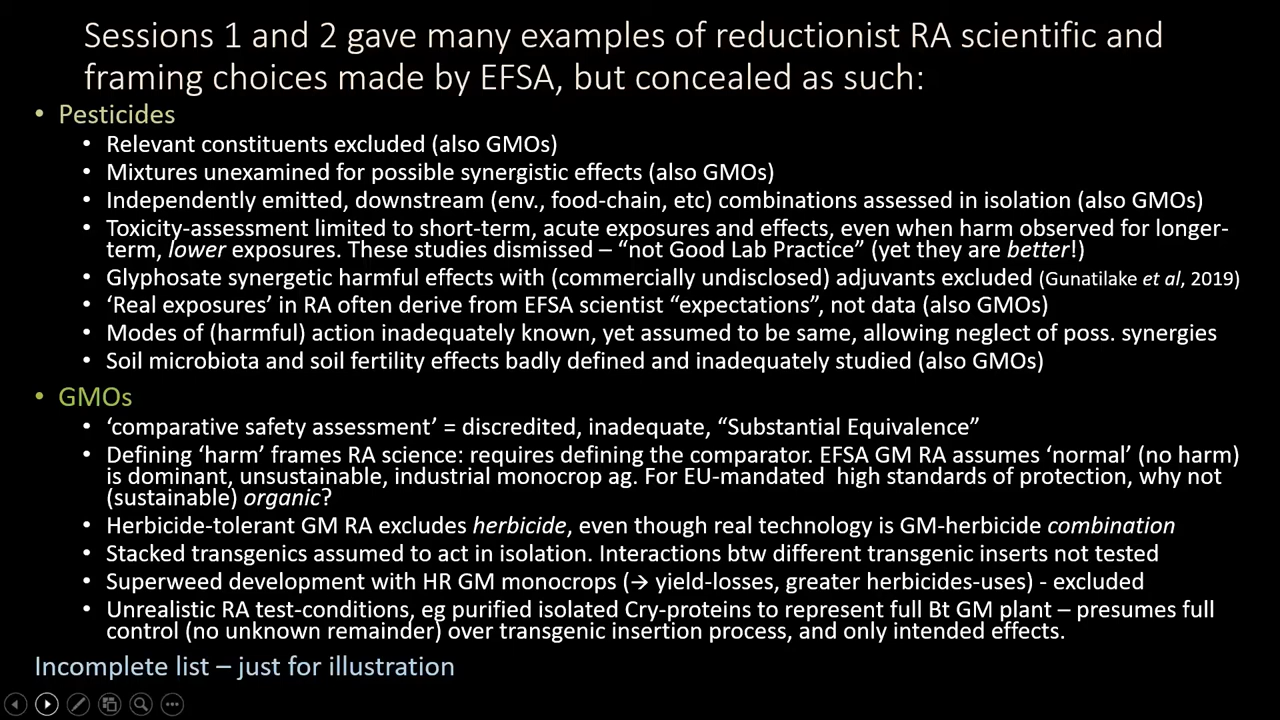 Sessions 1 and 2 gave many examples of reductionist RA scientific and
framing choices made by EFSA, but concealed as such:
• Pesticides
• Relevant constituents excluded (also GMOs)
• Mixtures unexamined for possible synergistic effects (also GMOs)
• Independently emitted, downstream (env., food-chain, etc) combinations assessed in isolation (also GMOs)
• Toxicity-assessment limited to short-term, acute exposures and effects, even when harm observed for longer-
term, lower exposures. These studies dismissed – “not Good Lab Practice” (yet they are better!)
• Glyphosate synergetic harmful effects with (commercially undisclosed) adjuvants excluded (Gunatilake et al, 2019)
• ‘Real exposures’ in RA often derive from EFSA scientist “expectations”, not data (also GMOs)
• Modes of (harmful) action inadequately known, yet assumed to be same, allowing neglect of poss. synergies
• Soil microbiota and soil fertility effects badly defined and inadequately studied (also GMOs)
• GMOs
• ‘comparative safety assessment’ = discredited, inadequate, “Substantial Equivalence”
• Defining ‘harm’ frames RA science: requires defining the comparator. EFSA GM RA assumes ‘normal’ (no harm)
is dominant, unsustainable, industrial monocrop ag. For EU-mandated high standards of protection, why not
(sustainable) organic?
• Herbicide-tolerant GM RA excludes herbicide, even though real technology is GM-herbicide combination
• Stacked transgenics assumed to act in isolation. Interactions btw different transgenic inserts not tested
• Superweed development with HR GM monocrops (→ yield-losses, greater herbicides-uses) - excluded
• Unrealistic RA test-conditions, eg purified isolated Cry-proteins to represent full Bt GM plant – presumes full
control (no unknown remainder) over transgenic insertion process, and only intended effects.
Incomplete list – just for illustration